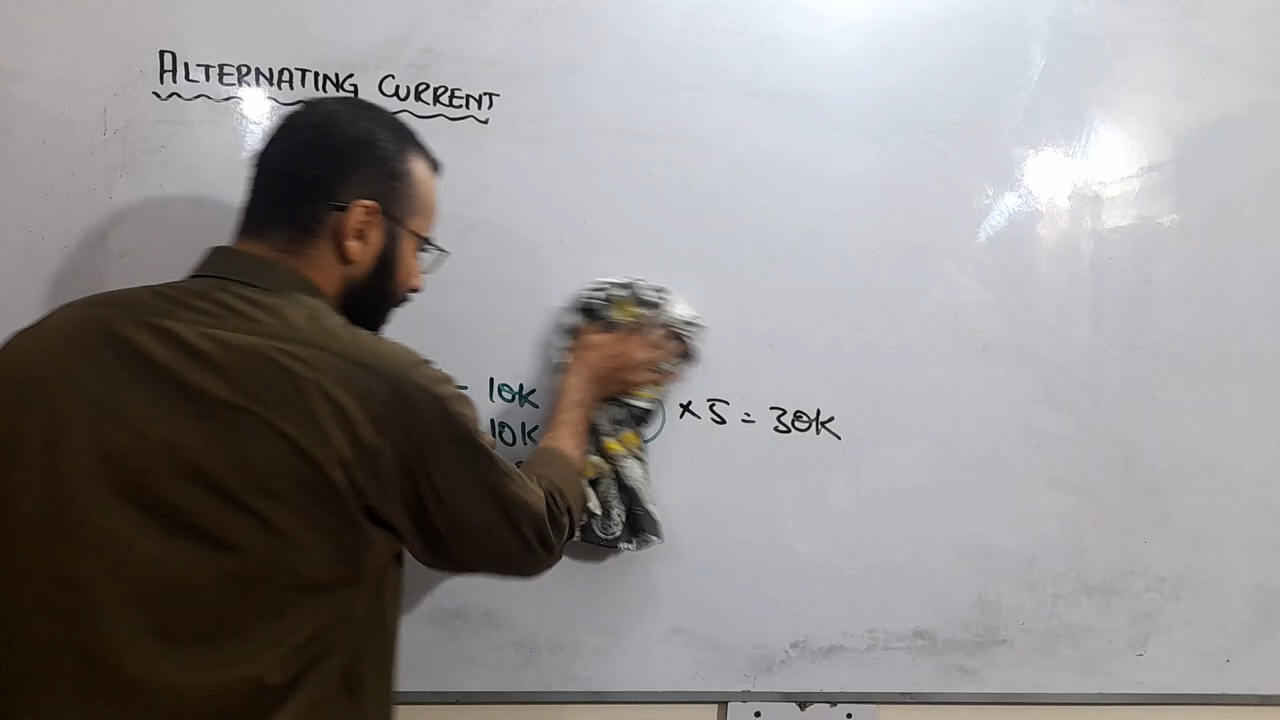 ALTERNATING CURRENT
- 10K
10K
× 5 = 30K